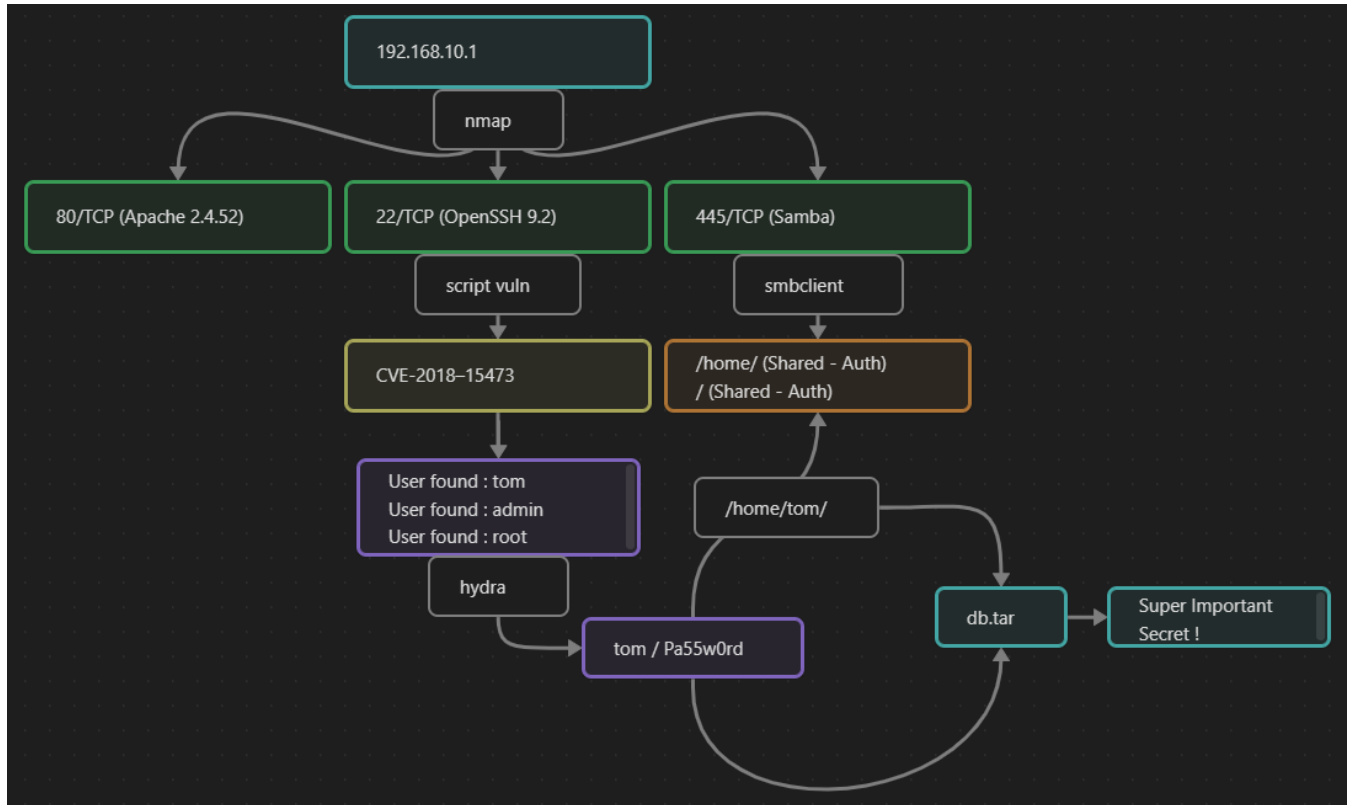 192.168.10.1
nmap
80/TCP (Apache 2.4.52)
22/TCP (OpenSSH 9.2)
445/TCP (Samba)
script vuln
smbclient
CVE-2018–15473
/home/ (Shared - Auth)
/ (Shared - Auth)
User found : tom
User found : admin
User found : root
/home/tom/
hydra
tom / Pa55w0rd
db.tar
Super Important
Secret !